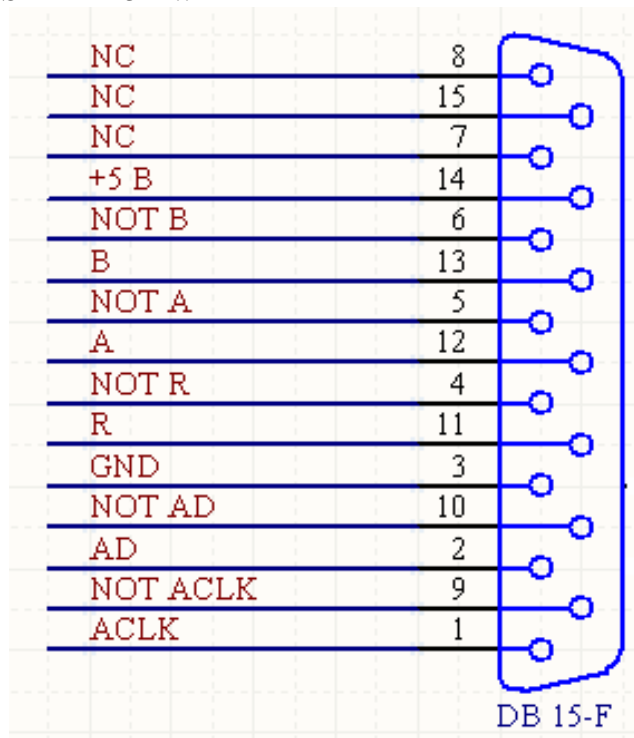 NC 8
NC 15
NC 7
+5 B 14
NOT B 6
B 13
NOT A 5
A 12
NOT R 4
R 11
GND 3
NOT AD 10
AD 2
NOT ACLK 9
ACLK 1
DB 15-F